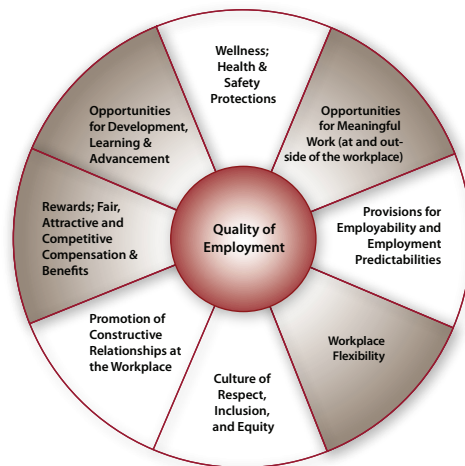 Wellness;
Health &
Safety
Protections
Opportunities
for Meaningful
Work (at and out-
side of the workplace)
Provisions for
Employability and
Employment
Predictabilities
Workplace
Flexibility
Culture of
Respect,
Inclusion,
and Equity
Promotion of
Constructive
Relationships at
the Workplace
Rewards; Fair,
Attractive and
Competitive
Compensation &
Benefits
Opportunities
for Development,
Learning &
Advancement
Quality of
Employment